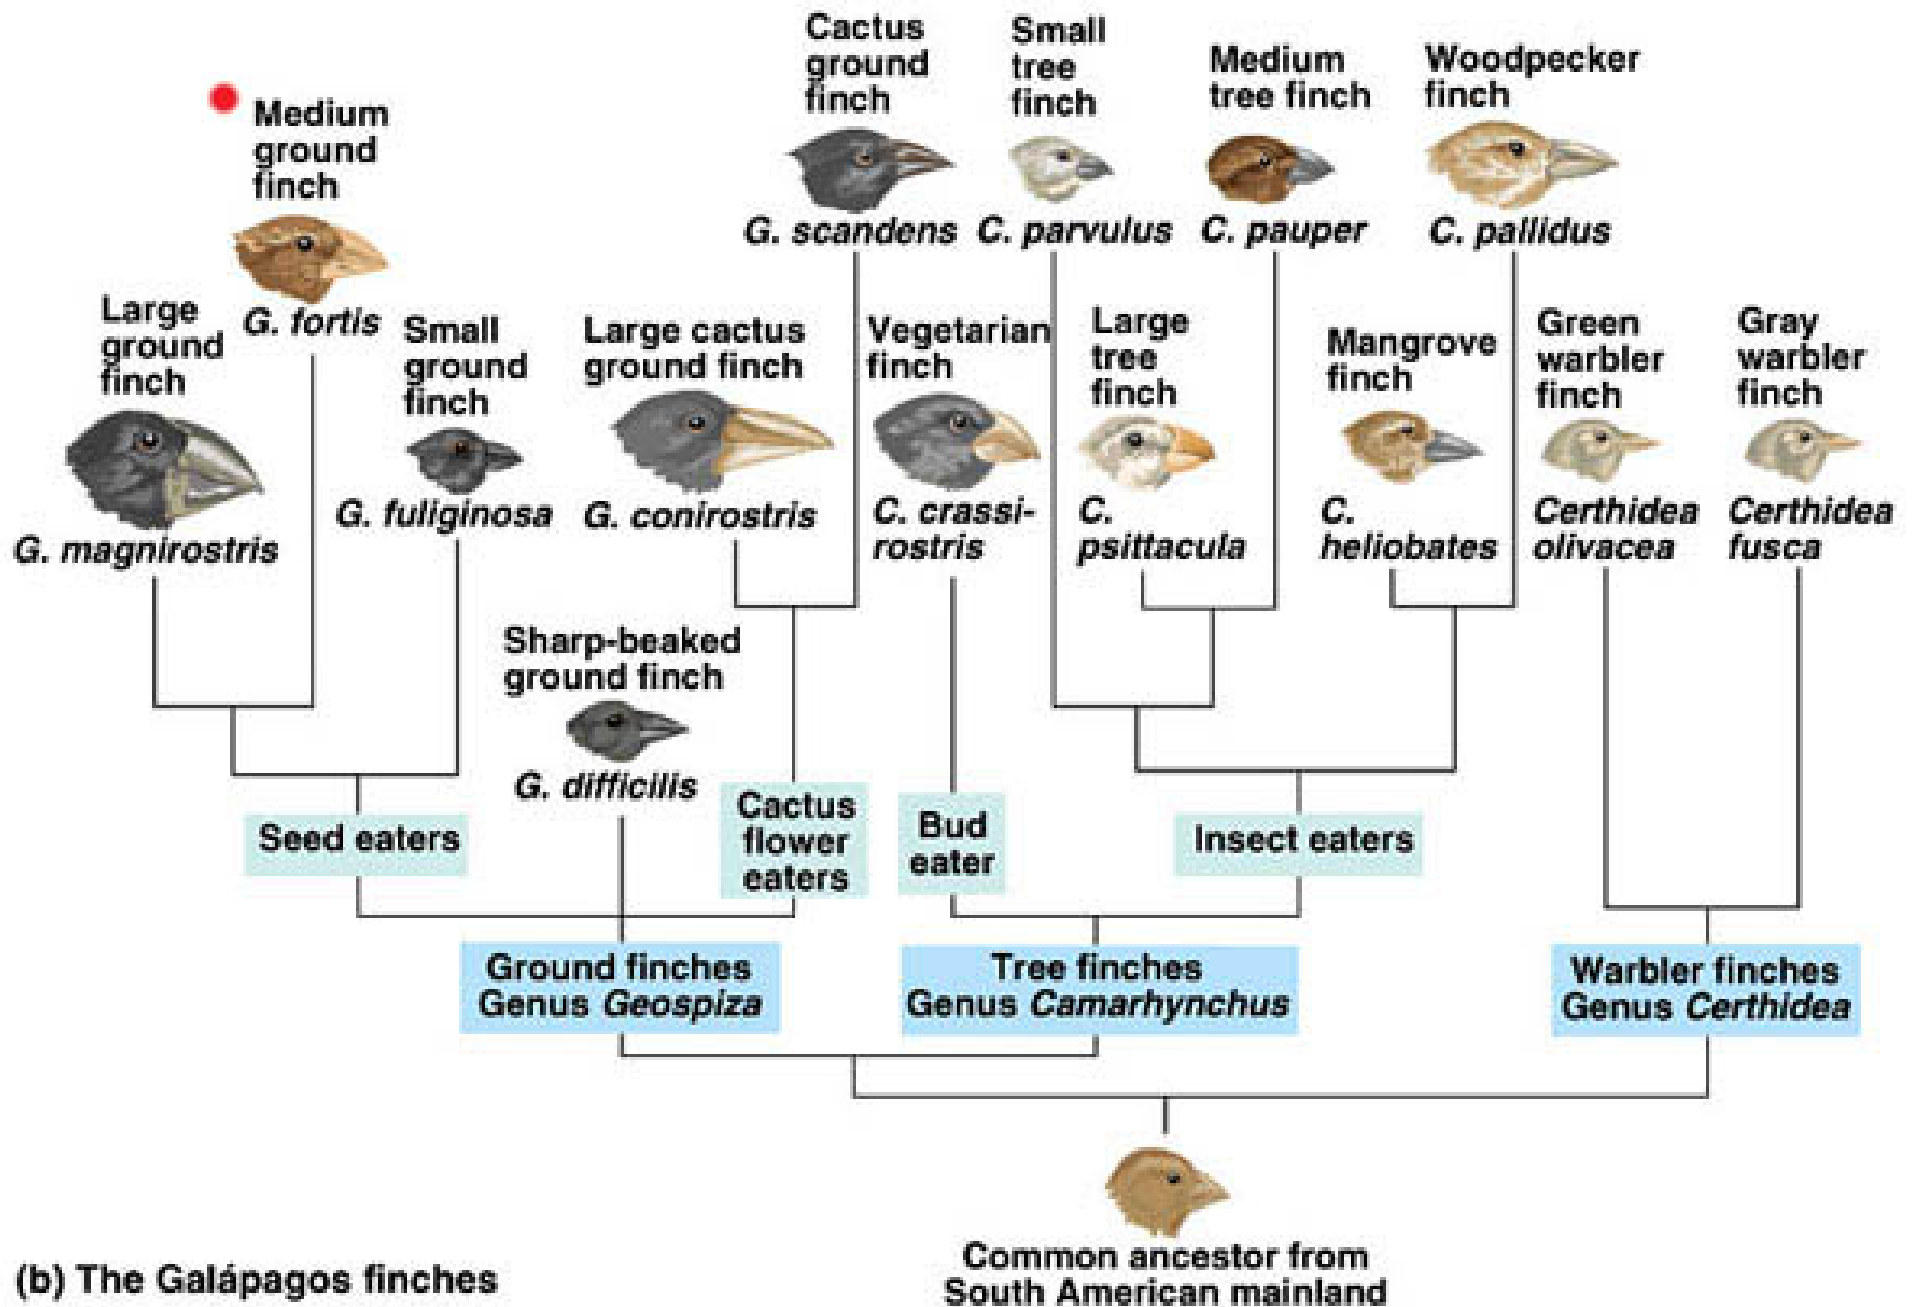 Cactus
ground
finch
G. scandens
Small
tree
finch
C. parvulus
Medium
tree finch
C. pauper
Woodpecker
finch
C. pallidus
Medium
ground
finch
G. fortis
Large
ground
finch
G. magnirostris
Small
ground
finch
G. fuliginosa
Large cactus
ground finch
G. conirostris
Vegetarian
finch
C. crassi-
rostris
Large
tree
finch
C.
psittacula
Mangrove
finch
C.
heliobates
Green
warbler
finch
Certhidea
olivacea
Gray
warbler
finch
Certhidea
fusca
Sharp-beaked
ground finch
G. difficilis
Seed eaters
Cactus
flower
eaters
Bud
eater
Insect eaters
Ground finches
Genus Geospiza
Tree finches
Genus Camarhynchus
Warbler finches
Genus Certhidea
Common ancestor from
South American mainland
(b) The Galápagos finches